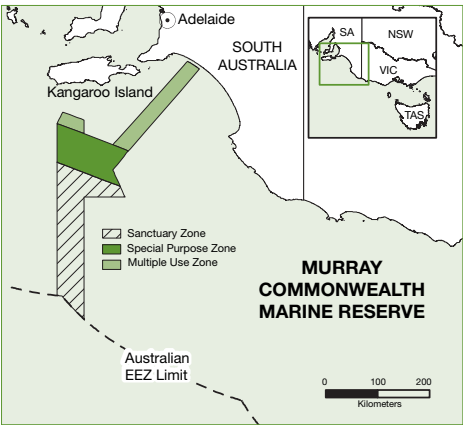 Adelaide
SOUTH
AUSTRALIA
Kangaroo Island
SA
NSW
VIC
TAS
Sanctuary Zone
Special Purpose Zone
Multiple Use Zone
MURRAY
COMMONWEALTH
MARINE RESERVE
Australian
EEZ Limit
0 100 200
Kilometers